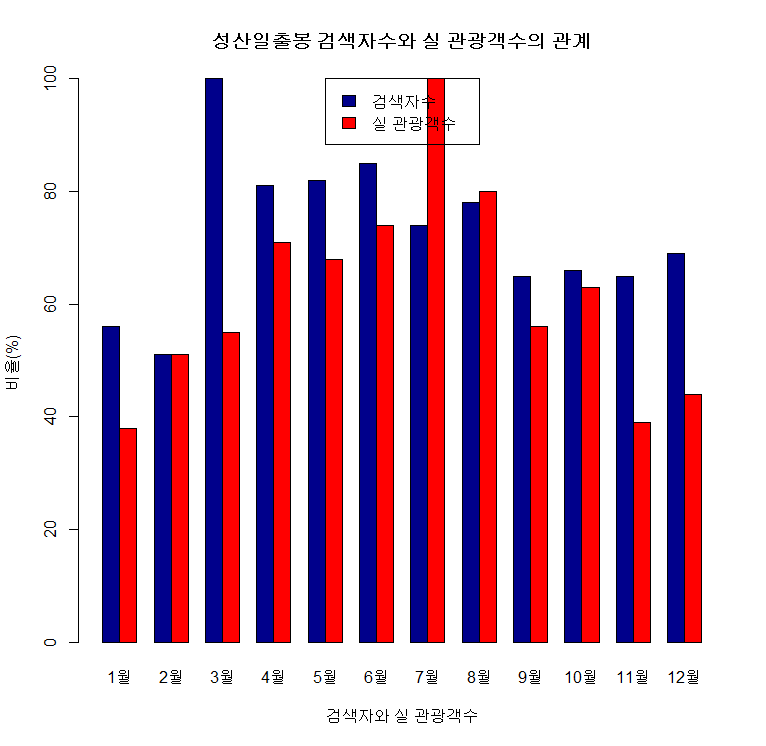 성산일출봉 검색자수와 실 관광객수의 관계
검색자수
실 관광객수
비율(%)
100
80
60
40
20
0
1월 2월 3월 4월 5월 6월 7월 8월 9월 10월 11월 12월
검색자와 실 관광객수